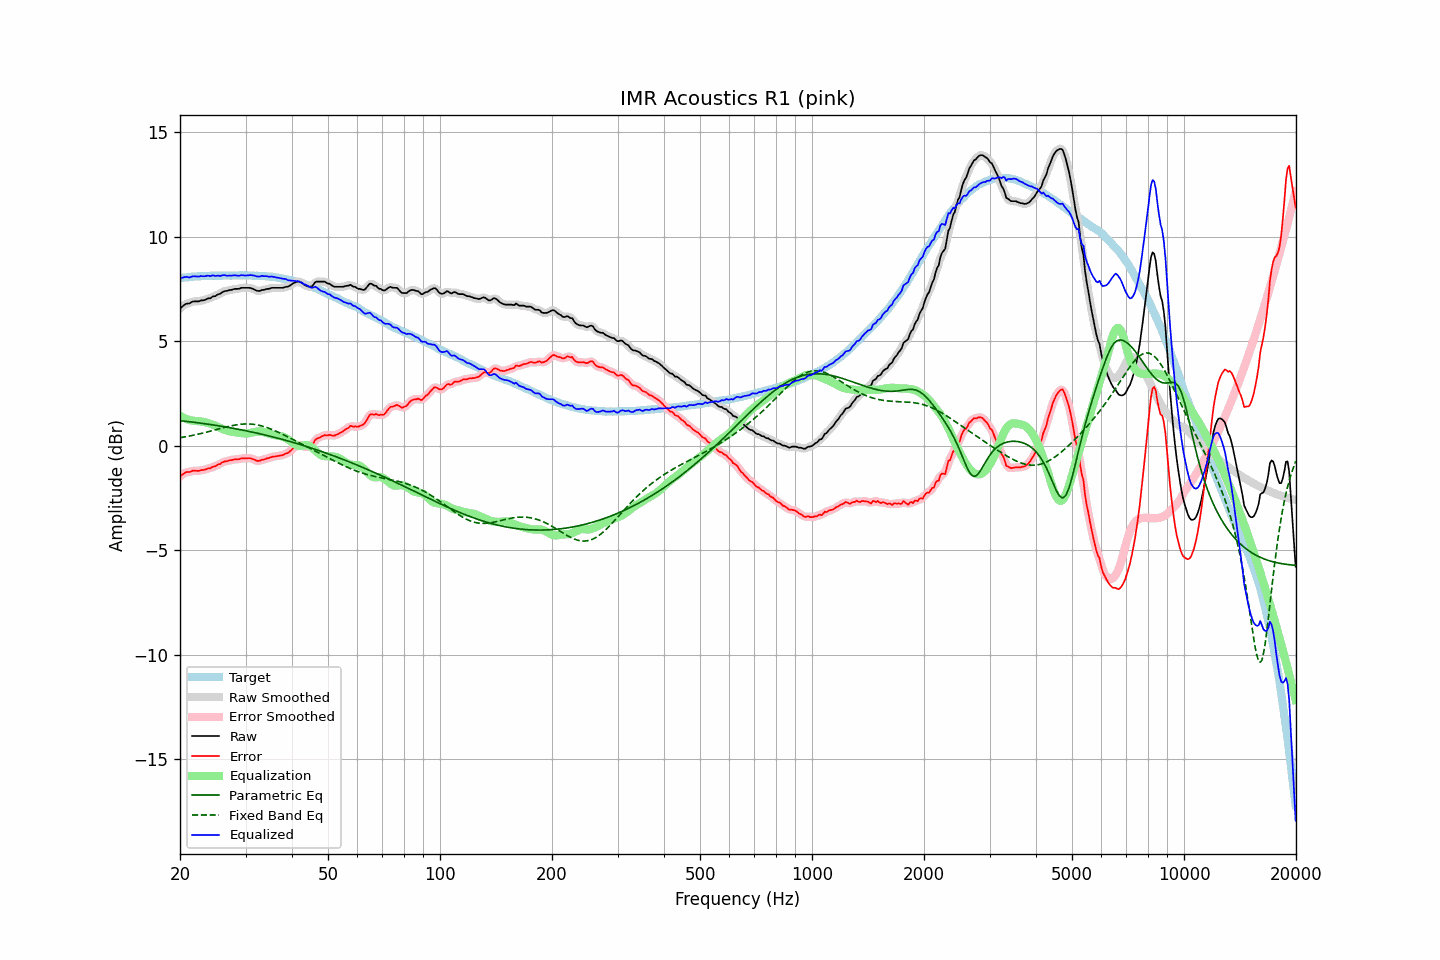 IMR Acoustics R1 (pink)
Amplitude (dBr)
15
10
5
0
−5
−10
−15
Target
Raw Smoothed
Error Smoothed
Raw
Error
Equalization
Parametric Eq
Fixed Band Eq
Equalized
20 50 100 200 500 1000 2000 5000 10000 20000
Frequency (Hz)